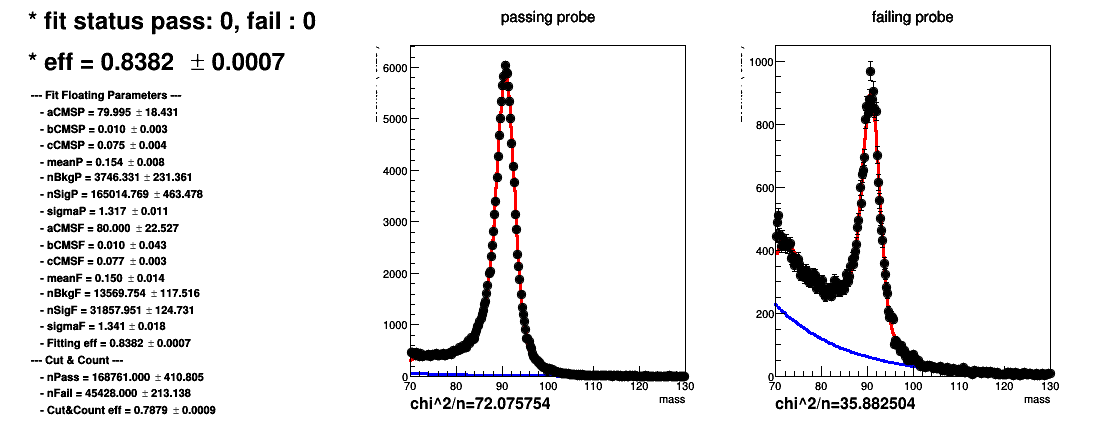 * fit status pass: 0, fail : 0
* eff = 0.8382 ± 0.0007
--- Fit Floating Parameters ---
- aCMSP = 79.995 ± 18.431
- bCMSP = 0.010 ± 0.003
- cCMSP = 0.075 ± 0.004
- meanP = 0.154 ± 0.008
- nBkgP = 3746.331 ± 231.361
- nSigP = 165014.769 ± 463.478
- sigmaP = 1.317 ± 0.011
- aCMSF = 80.000 ± 22.527
- bCMSF = 0.010 ± 0.043
- cCMSF = 0.077 ± 0.003
- meanF = 0.150 ± 0.014
- nBkgF = 13569.754 ± 117.516
- nSigF = 31857.951 ± 124.731
- sigmaF = 1.341 ± 0.018
- Fitting eff = 0.8382 ± 0.0007
--- Cut & Count ---
- nPass = 168761.000 ± 410.805
- nFail = 45428.000 ± 213.138
- Cut&Count eff = 0.7879 ± 0.0009
passing probe
6000
5000
4000
3000
2000
1000
0
70 80 90 100 110 120 130
mass
chi^2/n=72.075754
failing probe
1000
800
600
400
200
0
70 80 90 100 110 120 130
mass
chi^2/n=35.882504